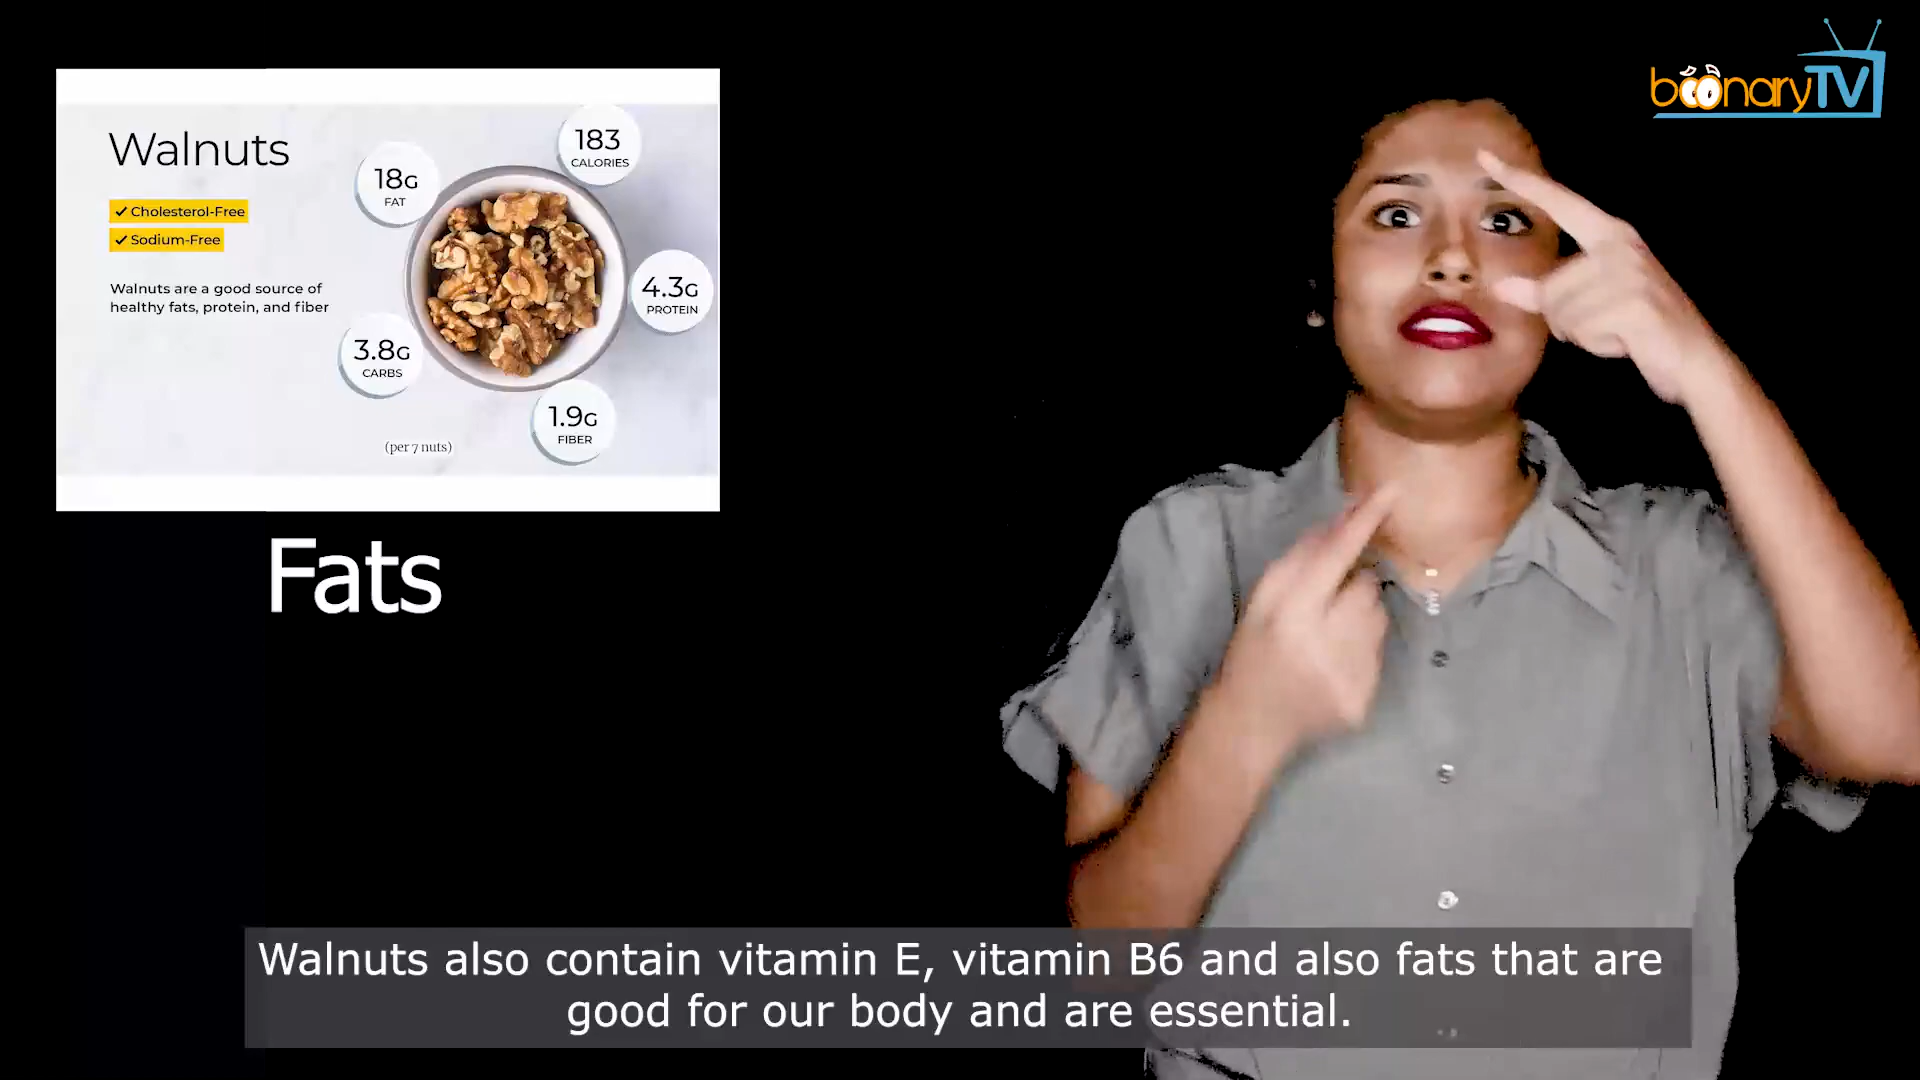 boonaryTV
Walnuts
Cholesterol-Free
Sodium-Free
Walnuts are a good source of
healthy fats, protein, and fiber
183
CALORIES
18G
FAT
4.3G
PROTEIN
3.8G
CARBS
1.9G
FIBER
(per 7 nuts)
Fats
Walnuts also contain vitamin E, vitamin B6 and also fats that are
good for our body and are essential.